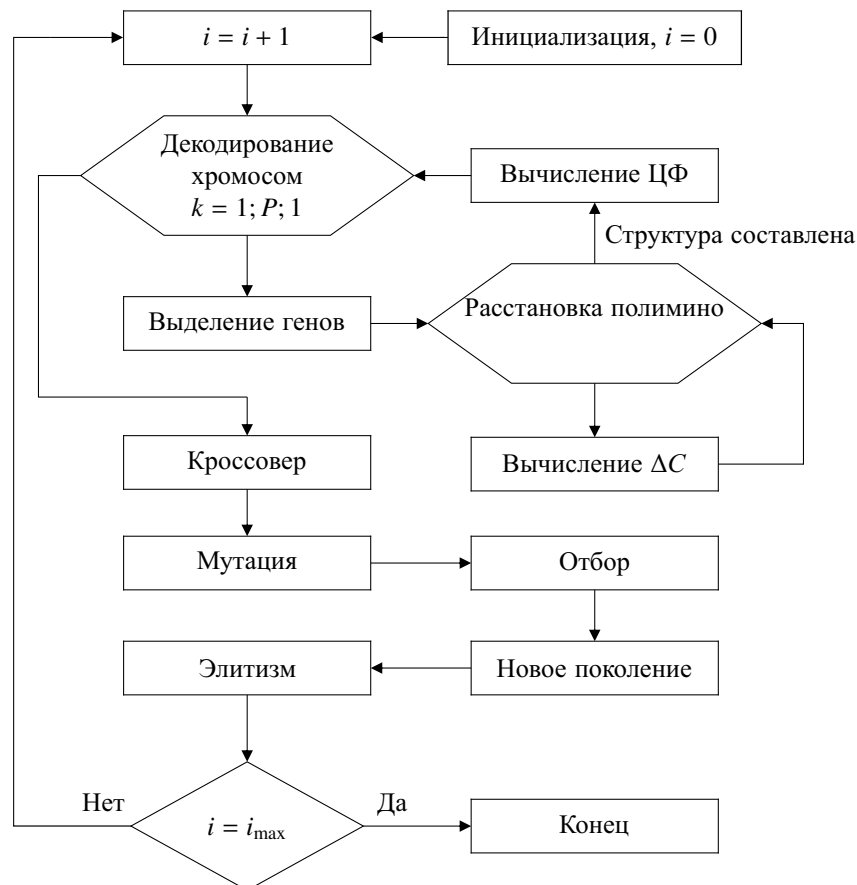 i = i + 1
Инициализация, i = 0
Декодирование
хромосом
k = 1; P; 1
Вычисление ЦФ
Структура составлена
Выделение генов
Расстановка полимино
Кроссовер
Вычисление ΔC
Мутация
Отбор
Элитизм
Новое поколение
Нет
Да
i = imax
Конец